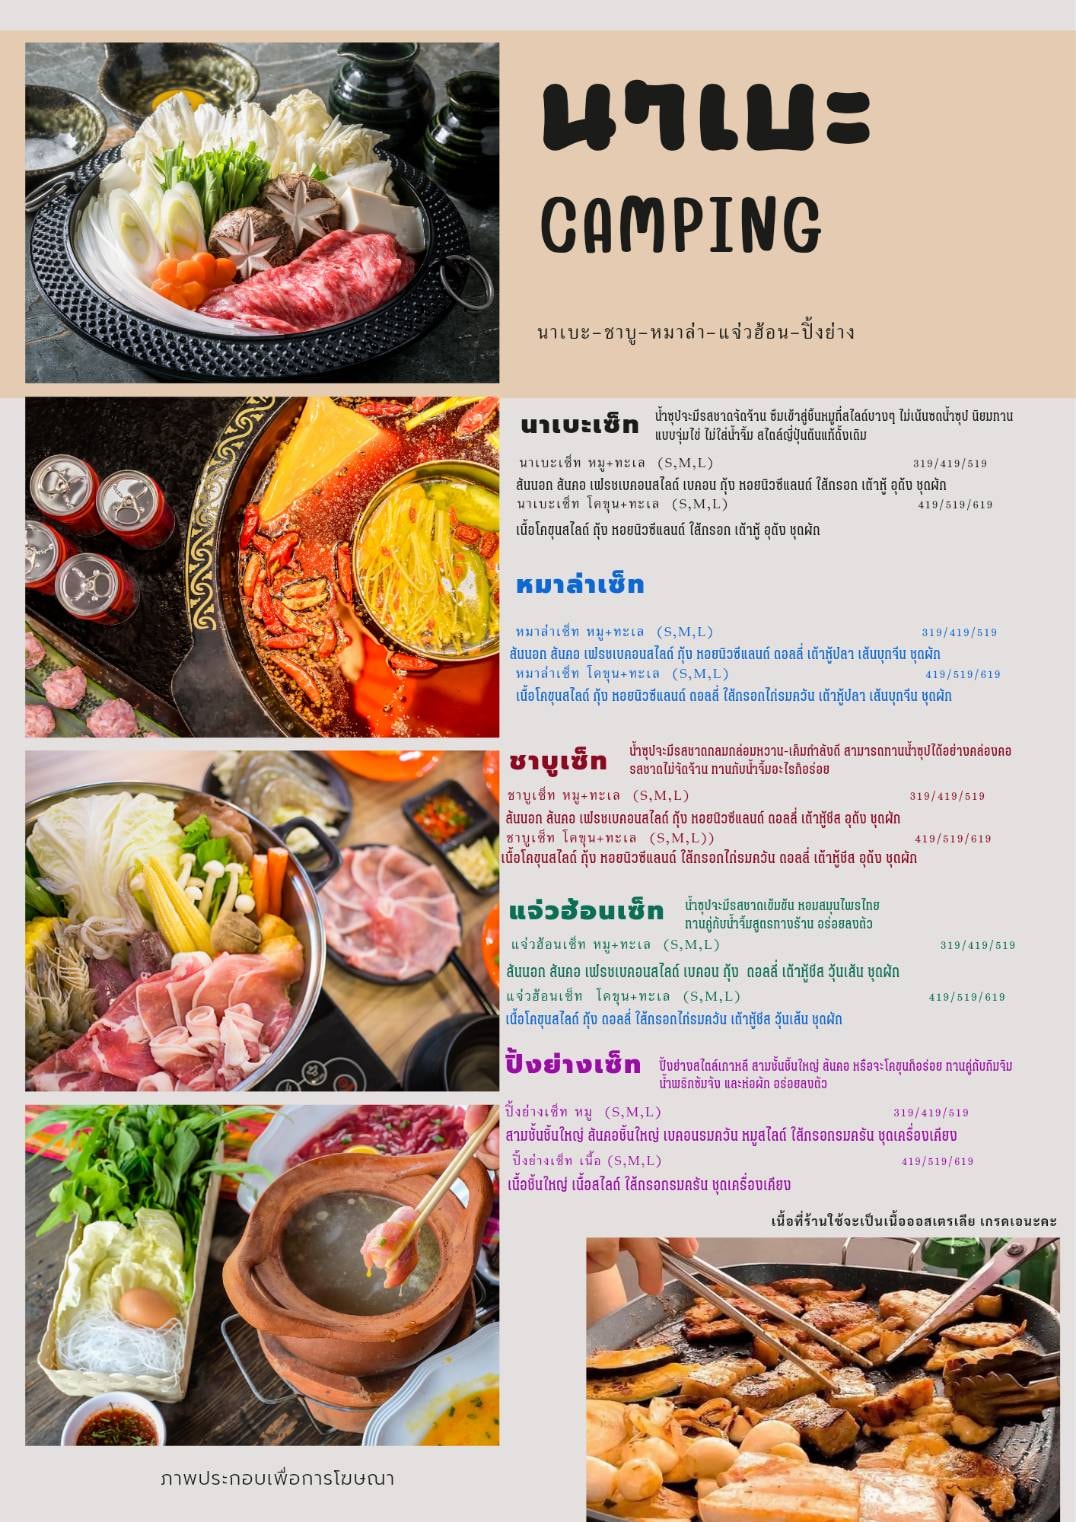 นาเบะ
CAMPING
นาเบะ-ชาบู-หมาล่า-แจ่วฮ้อน-ปิ้งย่าง
นาเบะเซ็ท
น้ำซุปจะมีรสชาดจัดจ้าน ซึมเข้าสู่ชิ้นหมูที่สไลด์บางๆ ไม่เน้นซดน้ำซุป นิยมทาน
แบบจุ่มไข่ ไม่ใส่น้ำจิ้ม สไตล์ญี่ปุ่นต้นแท้ดั้งเดิม
นาเบะเซ็ท หมู+ทะเล (S,M,L) 319/419/519
สันนอก สันคอ เฟรชเบคอนสไลด์ เบคอน กุ้ง หอยนิวซีแลนด์ ไส้กรอก เต้าหู้ อุด้ง ชุดผัก
นาเบะเซ็ท โคขุน+ทะเล (S,M,L) 419/519/619
เนื้อโคขุนสไลด์ กุ้ง หอยนิวซีแลนด์ ไส้กรอก เต้าหู้ อุด้ง ชุดผัก
หมาล่าเซ็ท
หมาล่าเซ็ท หมู+ทะเล (S,M,L) 319/419/519
สันนอก สันคอ เฟรชเบคอนสไลด์ กุ้ง หอยนิวซีแลนด์ ดอลลี่ เต้าหู้ปลา เส้นบุกจีน ชุดผัก
หมาล่าเซ็ท โคขุน+ทะเล (S,M,L) 419/519/619
เนื้อโคขุนสไลด์ กุ้ง หอยนิวซีแลนด์ ดอลลี่ ไส้กรอกไก่รมควัน เต้าหู้ปลา เส้นบุกจีน ชุดผัก
ชาบูเซ็ท
น้ำซุปจะมีรสชาดกลมกล่อมหวาน-เค็มกำลังดี สามารถทานน้ำซุปได้อย่างคล่องคอ
รสชาดไม่จัดจ้าน ทานกับน้ำจิ้มอะไรก็อร่อย
ชาบูเซ็ท หมู+ทะเล (S,M,L) 319/419/519
สันนอก สันคอ เฟรชเบคอนสไลด์ กุ้ง หอยนิวซีแลนด์ ดอลลี่ เต้าหู้ชีส อุด้ง ชุดผัก
ชาบูเซ็ท โคขุน+ทะเล (S,M,L)) 419/519/619
เนื้อโคขุนสไลด์ กุ้ง หอยนิวซีแลนด์ ไส้กรอกไก่รมควัน ดอลลี่ เต้าหู้ชีส อุด้ง ชุดผัก
แจ่วฮ้อนเซ็ท
น้ำซุปจะมีรสชาดเข้มข้น หอมสมุนไพรไทย
ทานคู่กับน้ำจิ้มสูตรทางร้าน อร่อยลงตัว
แจ่วฮ้อนเซ็ท หมู+ทะเล (S,M,L) 319/419/519
สันนอก สันคอ เฟรชเบคอนสไลด์ เบคอน กุ้ง ดอลลี่ เต้าหู้ชีส วุ้นเส้น ชุดผัก
แจ่วฮ้อนเซ็ท โคขุน+ทะเล (S,M,L) 419/519/619
เนื้อโคขุนสไลด์ กุ้ง ดอลลี่ ไส้กรอกไก่รมควัน เต้าหู้ชีส วุ้นเส้น ชุดผัก
ปิ้งย่างเซ็ท
ปิ้งย่างสไตล์เกาหลี สามชั้นชิ้นใหญ่ สันคอ หรือจะโคขุนก็อร่อย ทานคู่กับกิมจิม
น้ำพริกซัมจัง และห่อผัก อร่อยลงตัว
ปิ้งย่างเซ็ท หมู (S,M,L) 319/419/519
สามชั้นชิ้นใหญ่ สันคอชิ้นใหญ่ เบคอนรมควัน หมูสไลด์ ไส้กรอกรมครัน ชุดเครื่องเคียง
ปิ้งย่างเซ็ท เนื้อ (S,M,L) 419/519/619
เนื้อชิ้นใหญ่ เนื้อสไลด์ ไส้กรอกรมครัน ชุดเครื่องเคียง
เนื้อที่ร้านใช้จะเป็นเนื้อออสเตรเลีย เกรดเอนะคะ
ภาพประกอบเพื่อการโฆษณา